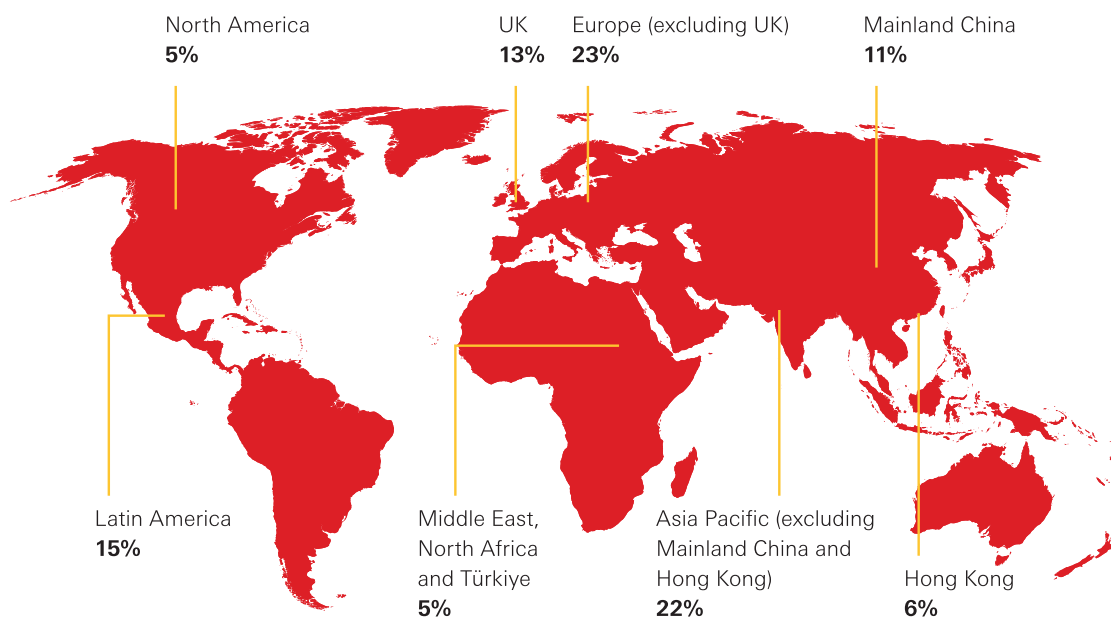 North America
5%
UK
13%
Europe (excluding UK)
23%
Mainland China
11%
Latin America
15%
Middle East,
North Africa
and Türkiye
5%
Asia Pacific (excluding
Mainland China and
Hong Kong)
22%
Hong Kong
6%